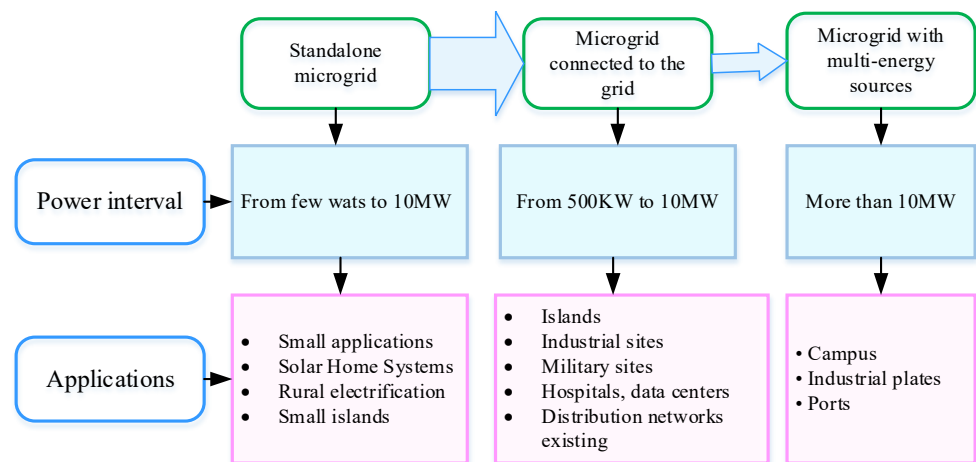 Standalone
microgrid
Microgrid
connected to the
grid
Microgrid with
multi-energy
sources
Power interval
From few wats to 10MW
From 500KW to 10MW
More than 10MW
Applications
• Small applications
• Solar Home Systems
• Rural electrification
• Small islands
• Islands
• Industrial sites
• Military sites
• Hospitals, data centers
• Distribution networks
existing
• Campus
• Industrial plates
• Ports